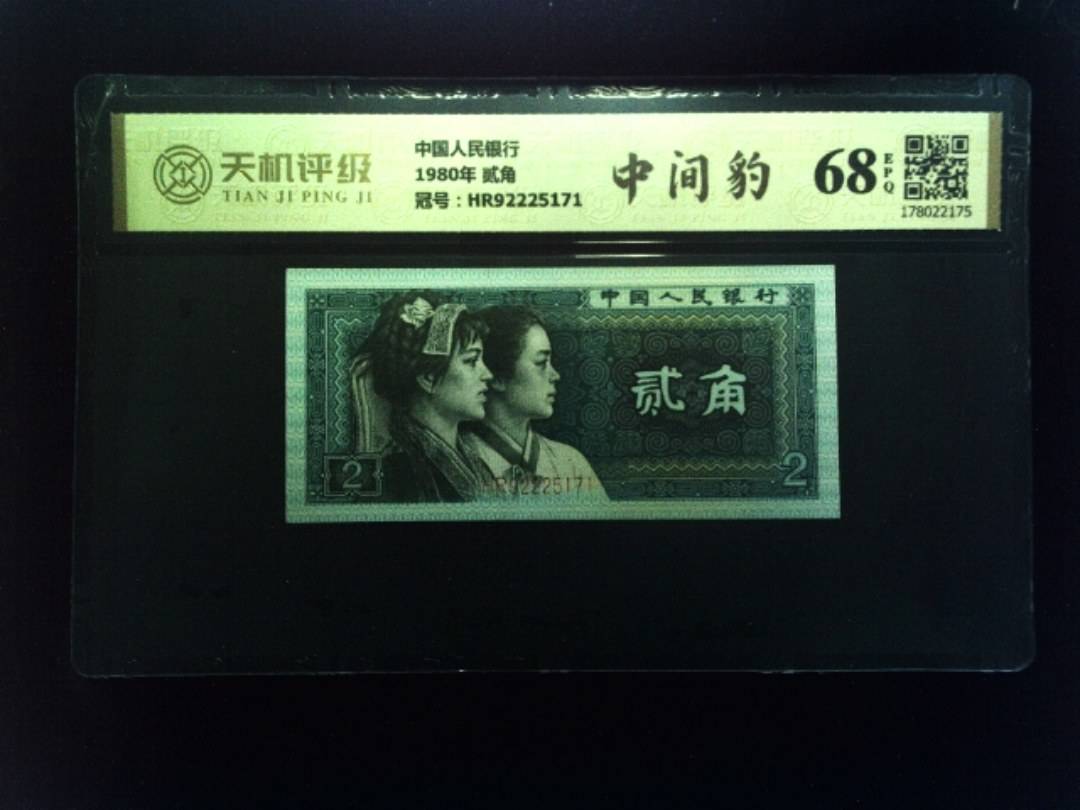 天机评级
TIAN JI PING JI
中国人民银行
1980年 贰角
冠号：HR92225171
中间豹
68
EPQ
178022175
中国人民银行
贰角
2
2
HR92225171